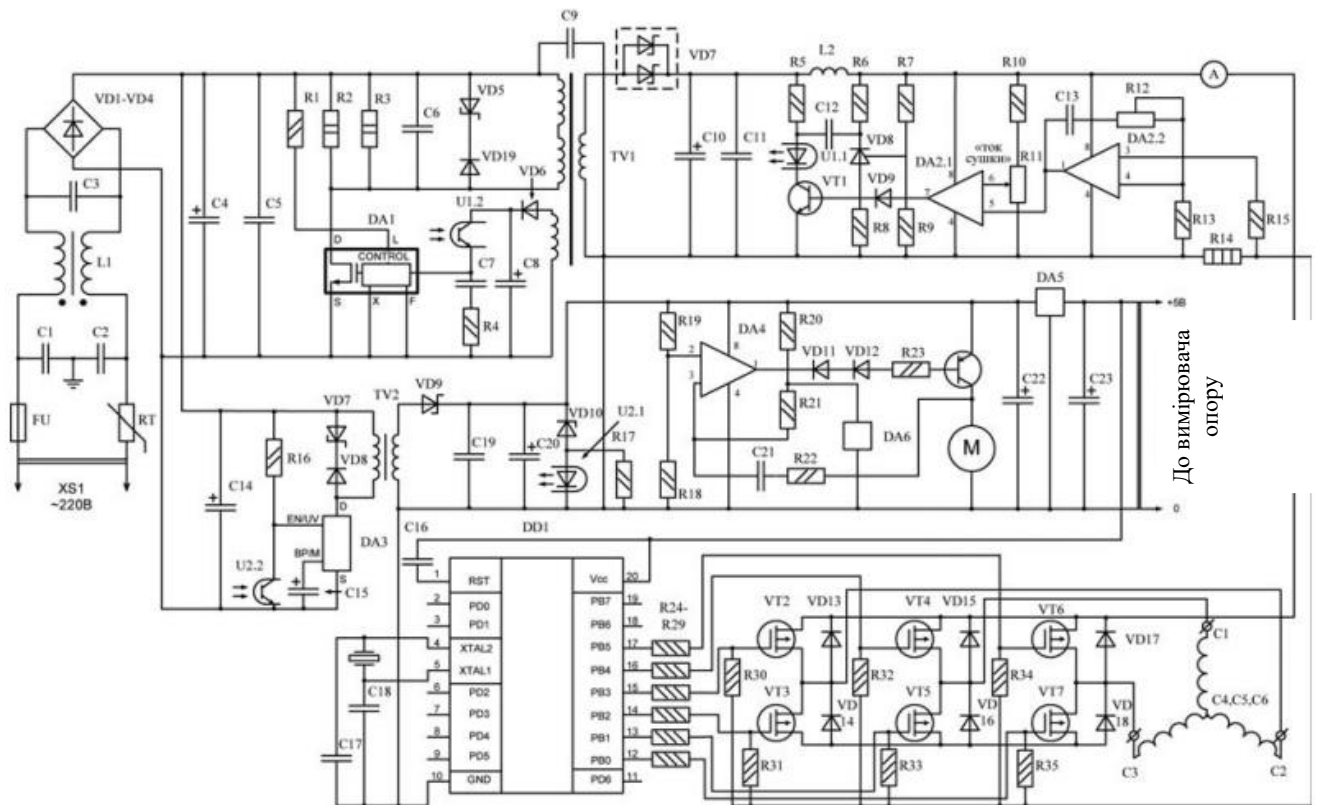 C9
VD7
VD1-VD4
R1
R2
R3
C6
VD5
VD19
VD6
TV1
C10
C11
R5
L2
R6
R7
R10
A
C12
VD8
U1.1
VT1
VD9
DA2.1
«ток
сушки»
R11
C13
R12
DA2.2
8
7
6
5
4
8
1
3
4
4
R8
R9
R13
R14
R15
C3
L1
C4
C5
U1.2
DA1
D
L
CONTROL
S
X
F
C7
C8
R4
C1
C2
FU
RT
XS1
~220В
R19
DA4
R20
8
2
3
1
4
VD11
VD12
R23
R21
DA6
C21
R22
R18
M
C22
DA5
C23
+5В
0
До вимірювача
опору
VD7
TV2
VD9
VD8
R16
C14
C19
C20
VD10
U2.1
R17
D
EN/UV
BP/M
DA3
S
U2.2
C15
C16
DD1
1 RST
2 PD0
3 PD1
4 XTAL2
5 XTAL1
6 PD2
7 PD3
8 PD4
9 PD5
10 GND
Vcc 20
PB7 19
PB6 18
PB5 17
PB4 16
PB3 15
PB2 14
PB1 13
PB0 12
PD6 11
C18
C17
R24-
R29
VT2
VD13
VT4
VD15
VT6
VD17
R30
R32
R34
VT3
VD
14
VT5
VD
16
VT7
VD
18
R31
R33
R35
C1
C4,C5,C6
C3
C2